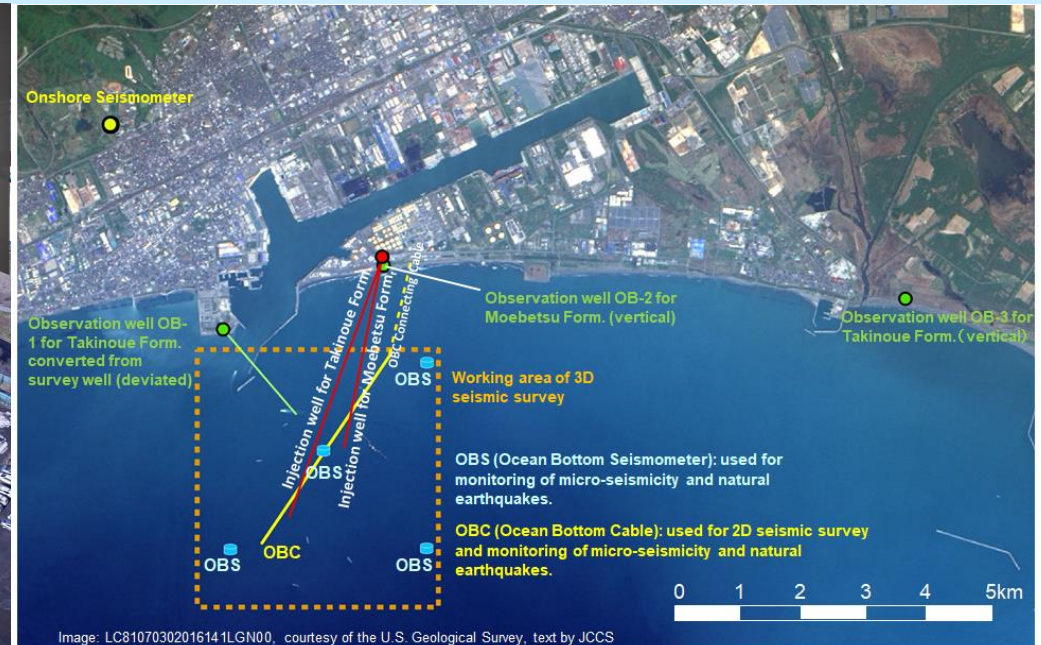 Onshore Seismometer
Injection well for Takinoue Form.
Injection well for Moebetsu Form.
OBC Connecting Cable
Observation well OB-
1 for Takinoue Form.
converted from
survey well (deviated)
Observation well OB-2 for
Moebetsu Form. (vertical)
Observation well OB-3 for
Takinoue Form. (vertical)
OBS
Working area of 3D
seismic survey
OBS
OBS (Ocean Bottom Seismometer): used for
monitoring of micro-seismicity and natural
earthquakes.
OBC (Ocean Bottom Cable): used for 2D seismic survey
and monitoring of micro-seismicity and natural
earthquakes.
OBC
OBS
OBS
0 1 2 3 4 5km
Image: LC81070302016141LGN00, courtesy of the U.S. Geological Survey, text by JCCS